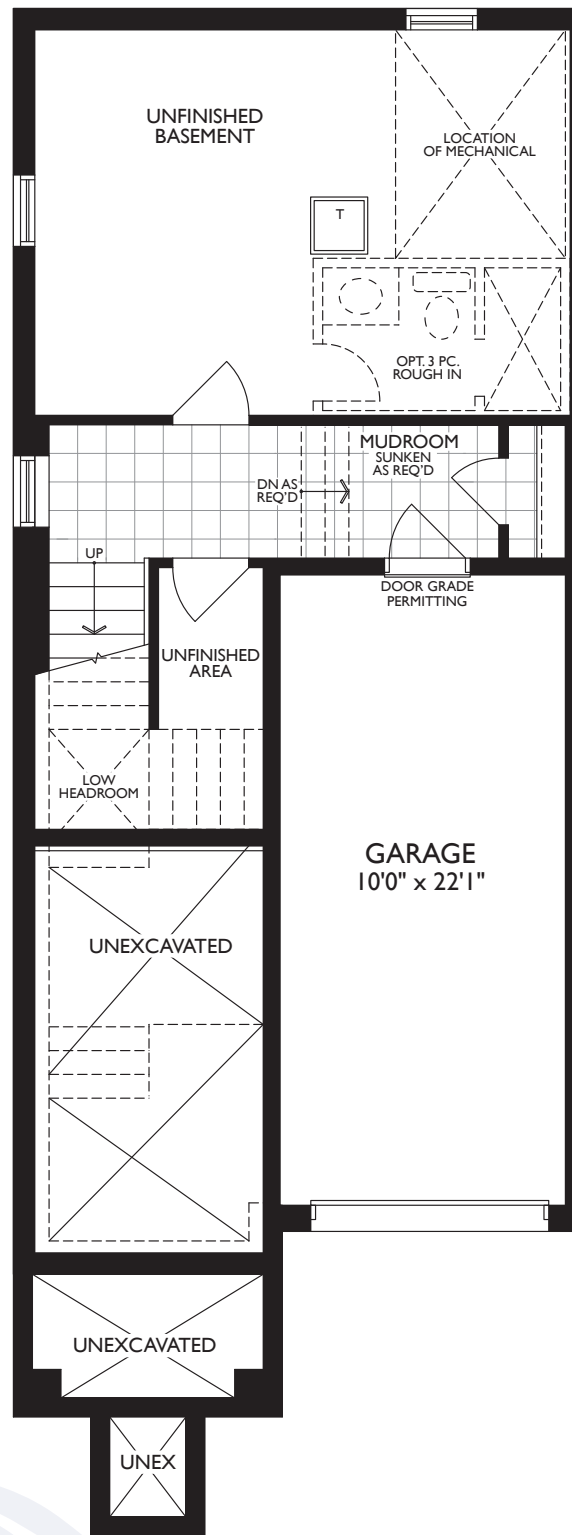 UNFINISHED
BASEMENT
LOCATION
OF MECHANICAL
T
OPT. 3 PC.
ROUGH IN
MUDROOM
SUNKEN
AS REQ'D
DN AS
REQ'D
UP
DOOR GRADE
PERMITTING
UNFINISHED
AREA
LOW
HEADROOM
GARAGE
10'0" x 22'1"
UNEXCAVATED
UNEXCAVATED
UNEX